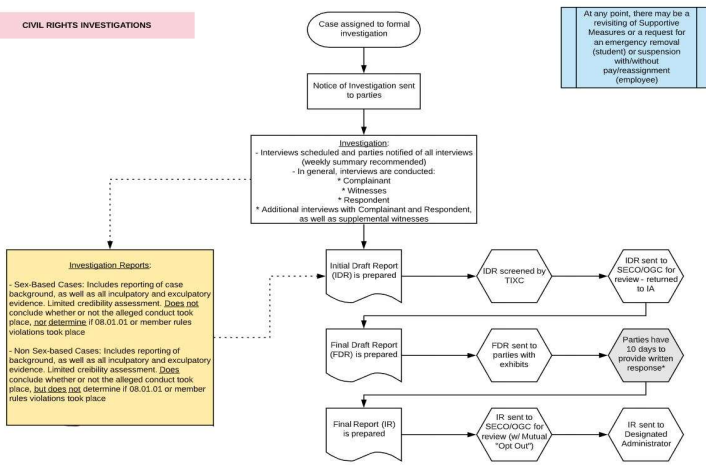 CIVIL RIGHTS INVESTIGATIONS
Case assigned to formal
investigation
At any point, there may be a
revisiting of Supportive
Measures or a request for
an emergency removal
(student) or suspension
with/without
pay/reassignment
(employee)
Notice of Investigation sent
to parties
Investigation:
- Interviews scheduled and parties notified of all interviews
(weekly summary recommended)
- In general, interviews are conducted:
* Complainant
* Witnesses
* Respondent
* Additional interviews with Complainant and Respondent,
as well as supplemental witnesses
Investigation Reports:
- Sex-Based Cases: Includes reporting of case
background, as well as all inculpatory and exculpatory
evidence. Limited credibility assessment. Does not
conclude whether or not the alleged conduct took
place, nor determine if 08.01.01 or member rules
violations took place
- Non Sex-based Cases: Includes reporting of
background, as well as all inculpatory and exculpatory
evidence. Limited creibility assessment. Does
conclude whether or not the alleged conduct took
place, but does not determine if 08.01.01 or member
rules violations took place
Initial Draft Report
(IDR) is prepared
IDR screened by
TIXC
IDR sent to
SECO/OGC for
review - returned
to IA
Final Draft Report
(FDR) is prepared
FDR sent to
parties with
exhibits
Parties have
10 days to
provide written
response*
Final Report (IR)
is prepared
IR sent to
SECO/OGC for
review (w/ Mutual
"Opt Out")
IR sent to
Designated
Administrator